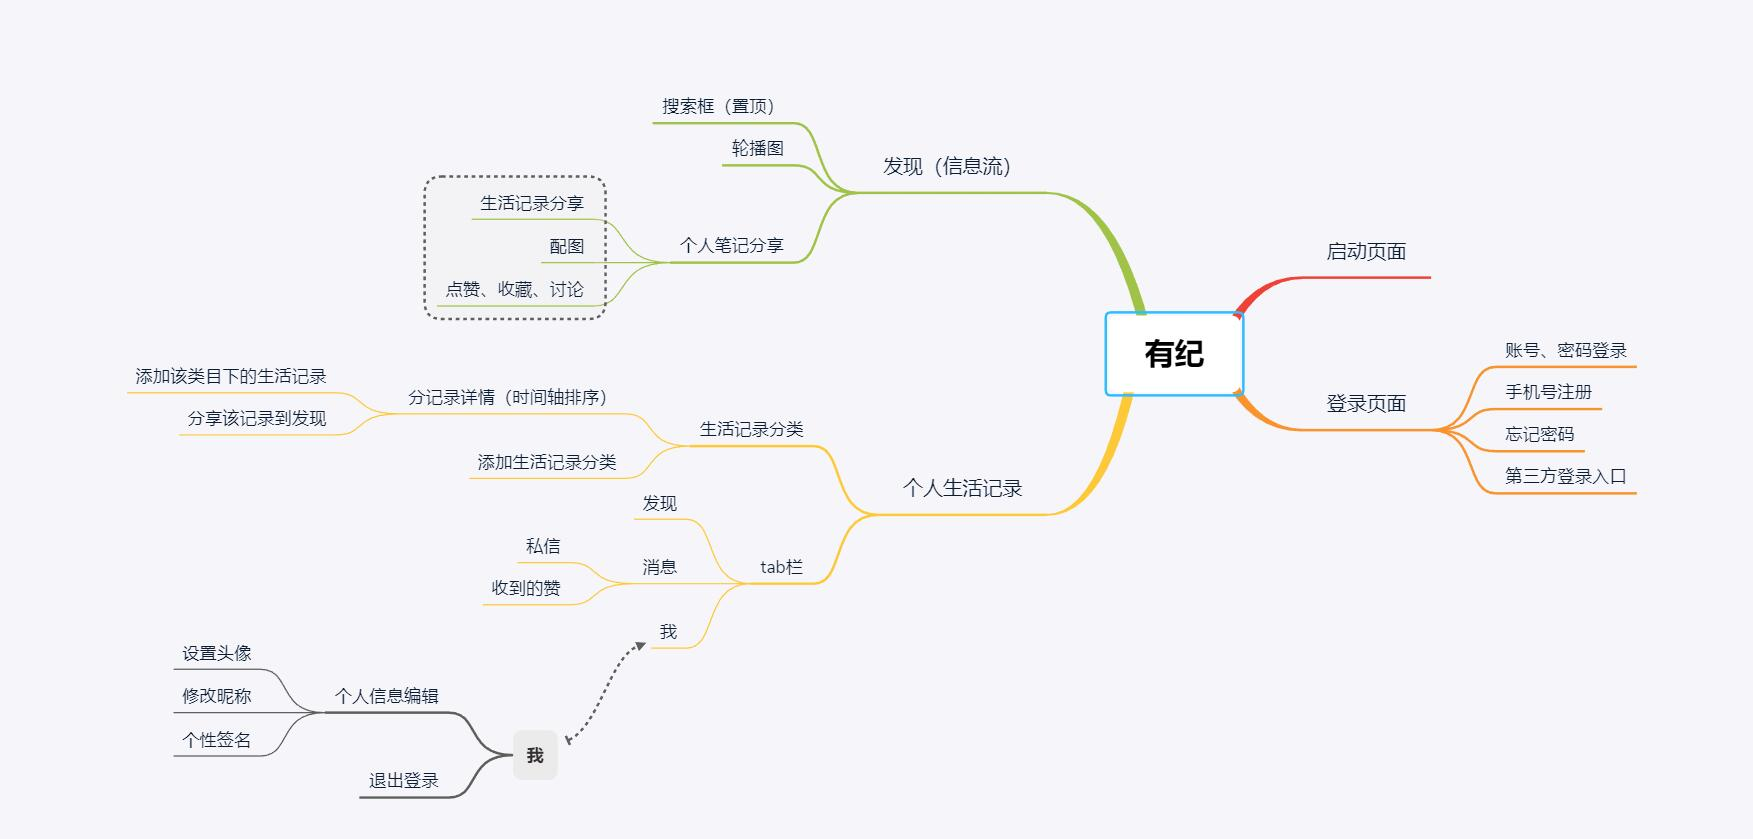 有纪
启动页面
登录页面
账号、密码登录
手机号注册
忘记密码
第三方登录入口
发现（信息流）
搜索框（置顶）
轮播图
个人笔记分享
生活记录分享
配图
点赞、收藏、讨论
个人生活记录
生活记录分类
分记录详情（时间轴排序）
添加该类目下的生活记录
分享该记录到发现
添加生活记录分类
tab栏
发现
消息
私信
收到的赞
我
我
个人信息编辑
设置头像
修改昵称
个性签名
退出登录